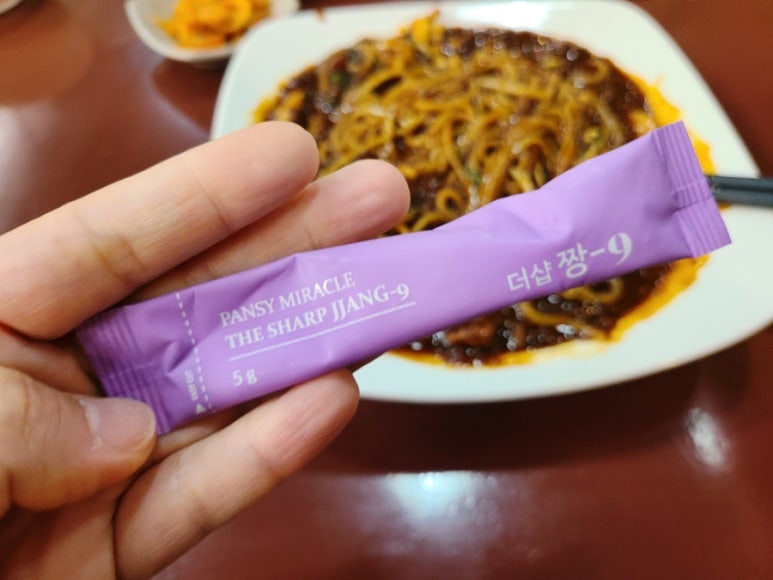 PANSY MIRACLE
THE SHARP JJANG-9
5g
더샵 짱-9